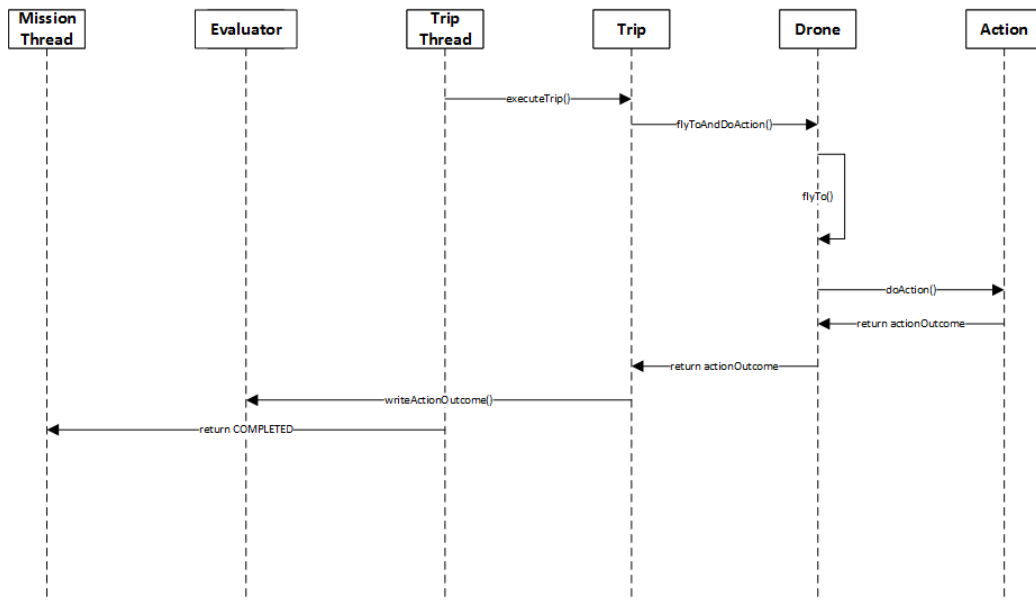 Mission
Thread
Evaluator
Trip
Thread
Trip
Drone
Action
executeTrip()
flyToAndDoAction()
flyTo()
doAction()
return actionOutcome
return actionOutcome
writeActionOutcome()
return COMPLETED